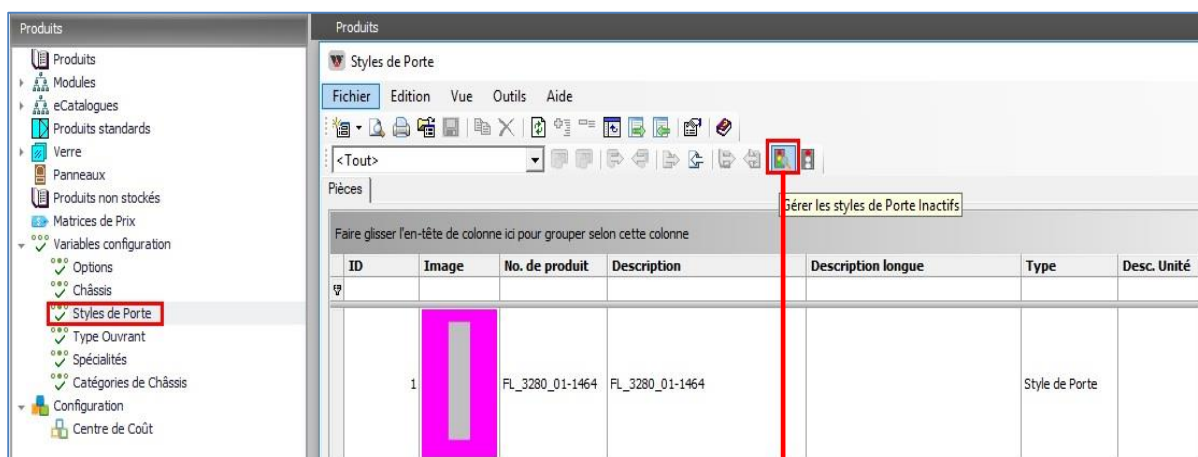 Produits
Produits
Modules
eCatalogues
Produits standards
Verre
Panneaux
Produits non stockés
Matrices de Prix
Variables configuration
Options
Châssis
Styles de Porte
Type Ouvrant
Spécialités
Catégories de Châssis
Configuration
Centre de Coût
Produits
Styles de Porte
Fichier Edition Vue Outils Aide
<Tout>
Pièces
Gérer les styles de Porte Inactifs
Faire glisser l'en-tête de colonne ici pour grouper selon cette colonne
ID Image No. de produit Description Description longue Type Desc. Unité
1 FL_3280_01-1464 FL_3280_01-1464 Style de Porte